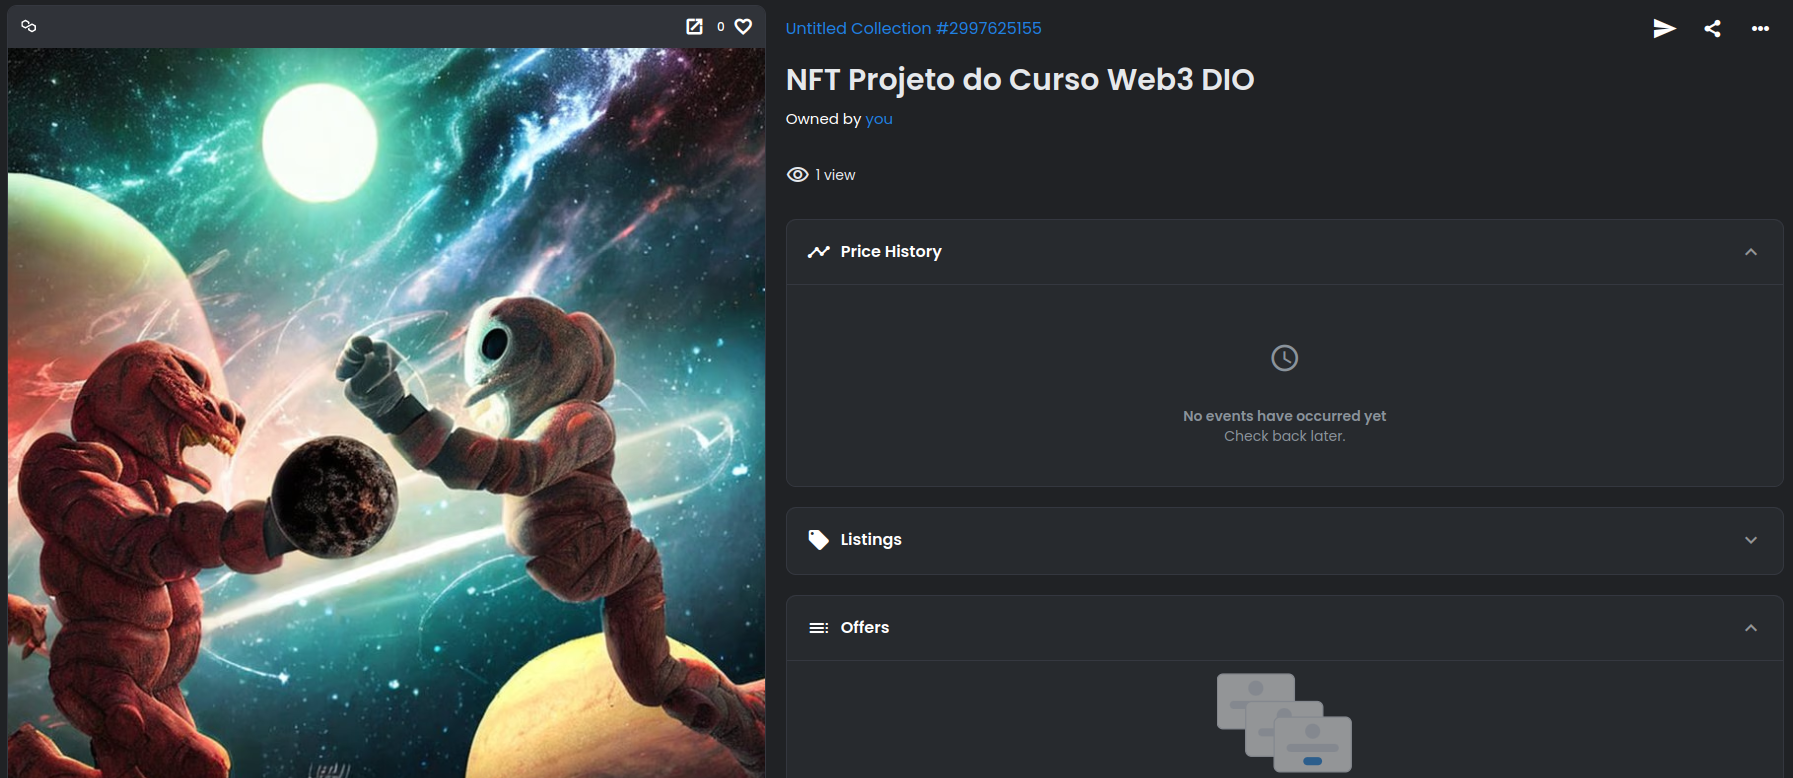 0
Untitled Collection #2997625155
NFT Projeto do Curso Web3 DIO
Owned by you
1 view
Price History
No events have occurred yet
Check back later.
Listings
Offers